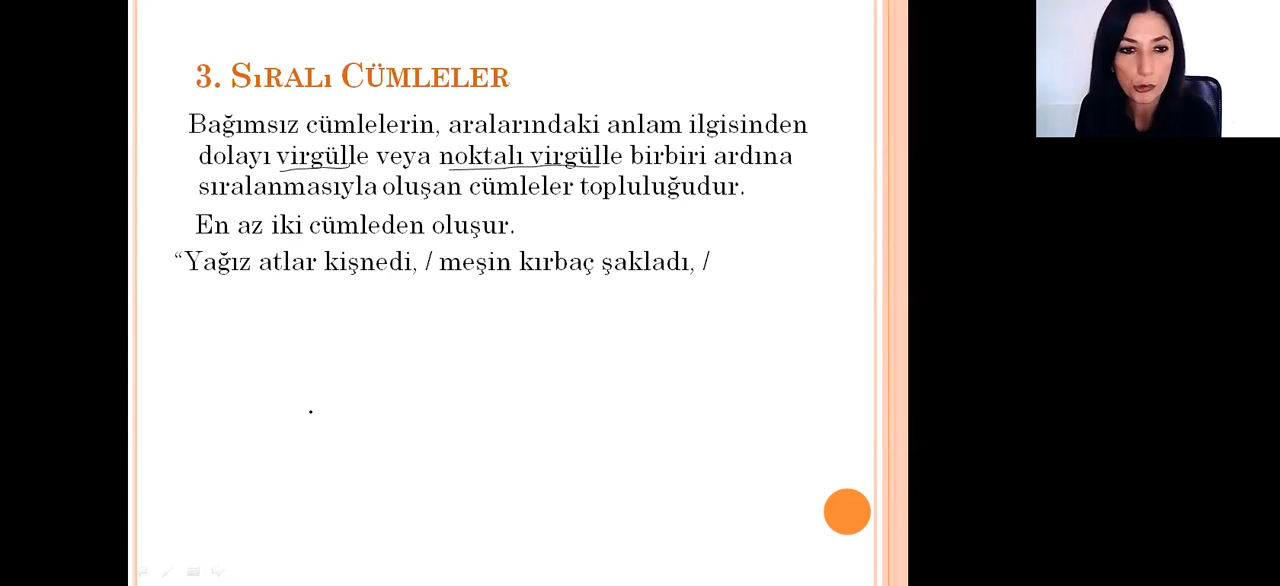 3. SıRALı CÜMLELER
Bağımsız cümlelerin, aralarındaki anlam ilgisinden
dolayı virgülle veya noktalı virgülle birbiri ardına
sıralanmasıyla oluşan cümleler topluluğudur.
En az iki cümleden oluşur.
“Yağız atlar kişnedi, / meşin kırbaç şakladı, /